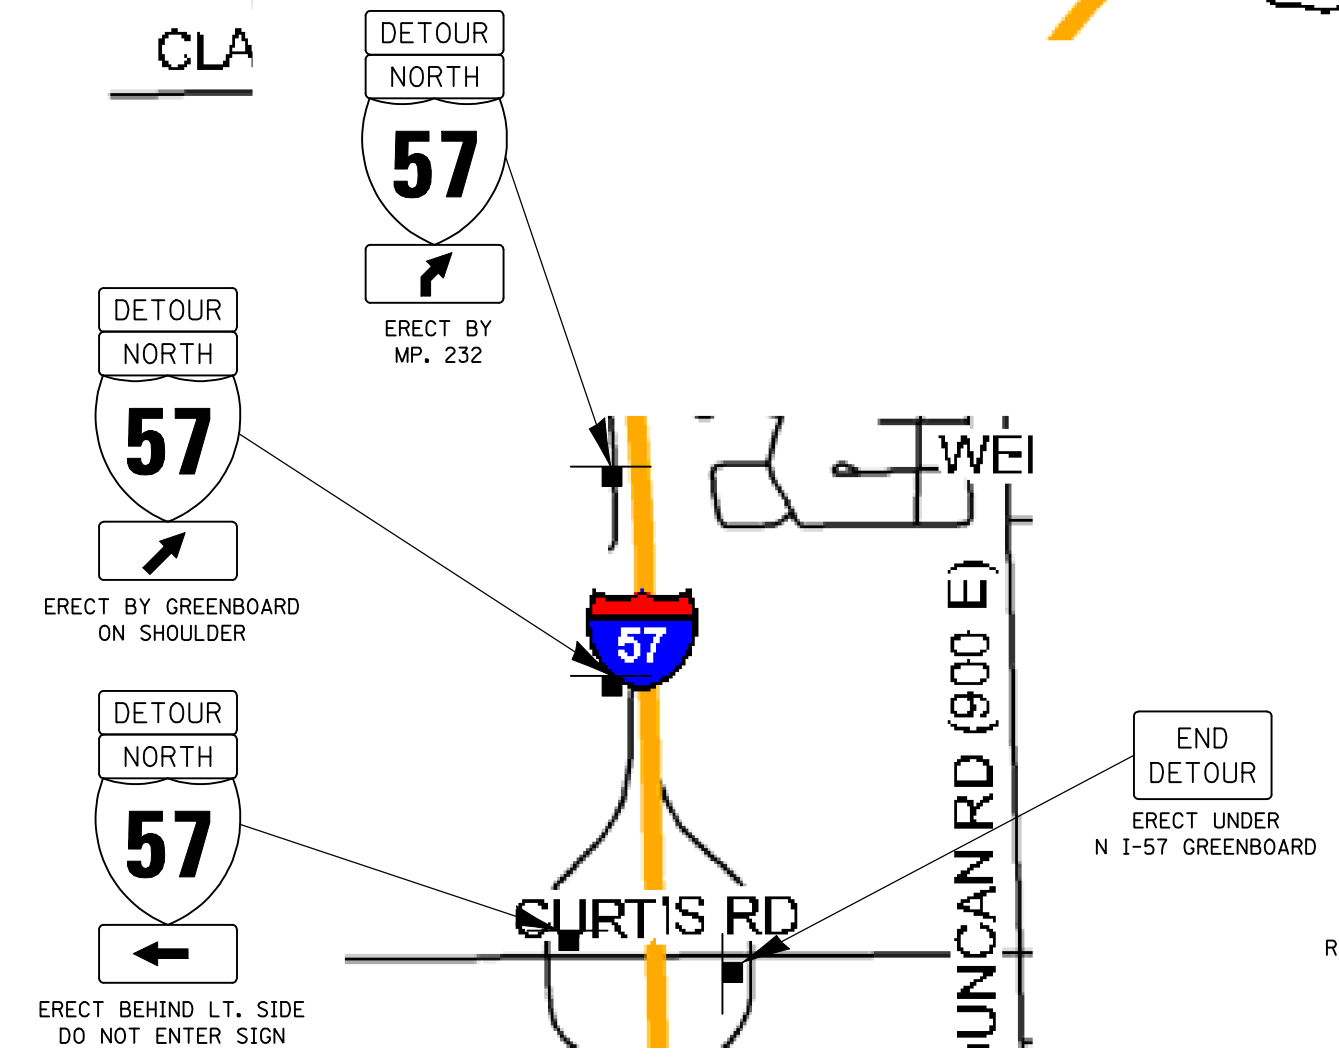 CLA
DETOUR
NORTH
57
ERECT BY
MP. 232
DETOUR
NORTH
57
ERECT BY GREENBOARD
ON SHOULDER
DETOUR
NORTH
57
ERECT BEHIND LT. SIDE
DO NOT ENTER SIGN
WEI
57
CURTIS RD
DUNCAN RD (900 E)
END
DETOUR
ERECT UNDER
N I-57 GREENBOARD
R